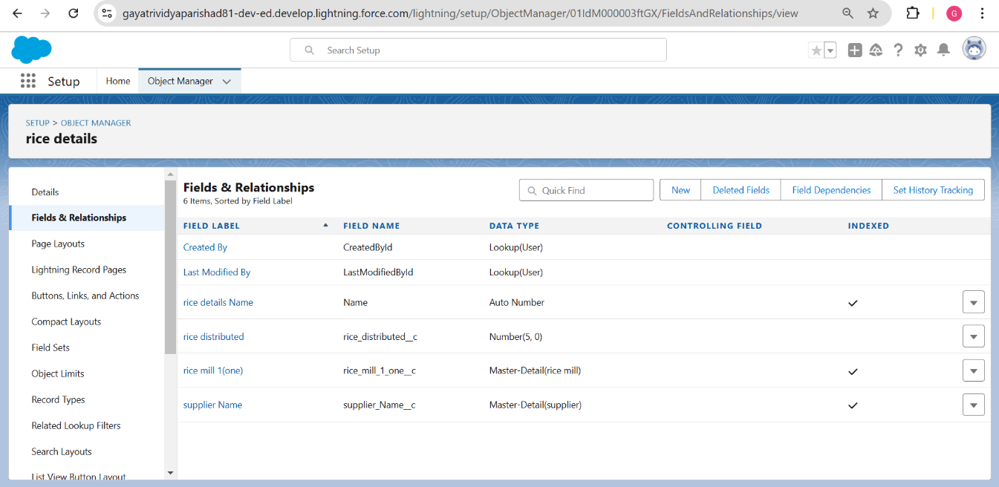 gayatrividyaparishad81-dev-ed.develop.lightning.force.com/lightning/setup/ObjectManager/01IdM000003ftGX/FieldsAndRelationships/view
G
Search Setup
Setup
Home
Object Manager
SETUP > OBJECT MANAGER
rice details
Details
Fields & Relationships
Page Layouts
Lightning Record Pages
Buttons, Links, and Actions
Compact Layouts
Field Sets
Object Limits
Record Types
Related Lookup Filters
Search Layouts
List View Button Layout
Fields & Relationships
6 Items, Sorted by Field Label
Quick Find
New
Deleted Fields
Field Dependencies
Set History Tracking
FIELD LABEL FIELD NAME DATA TYPE CONTROLLING FIELD INDEXED
Created By CreatedById Lookup(User)
Last Modified By LastModifiedById Lookup(User)
rice details Name Name Auto Number
rice distributed rice_distributed__c Number(5, 0)
rice mill 1(one) rice_mill_1_one__c Master-Detail(rice mill)
supplier Name supplier_Name__c Master-Detail(supplier)